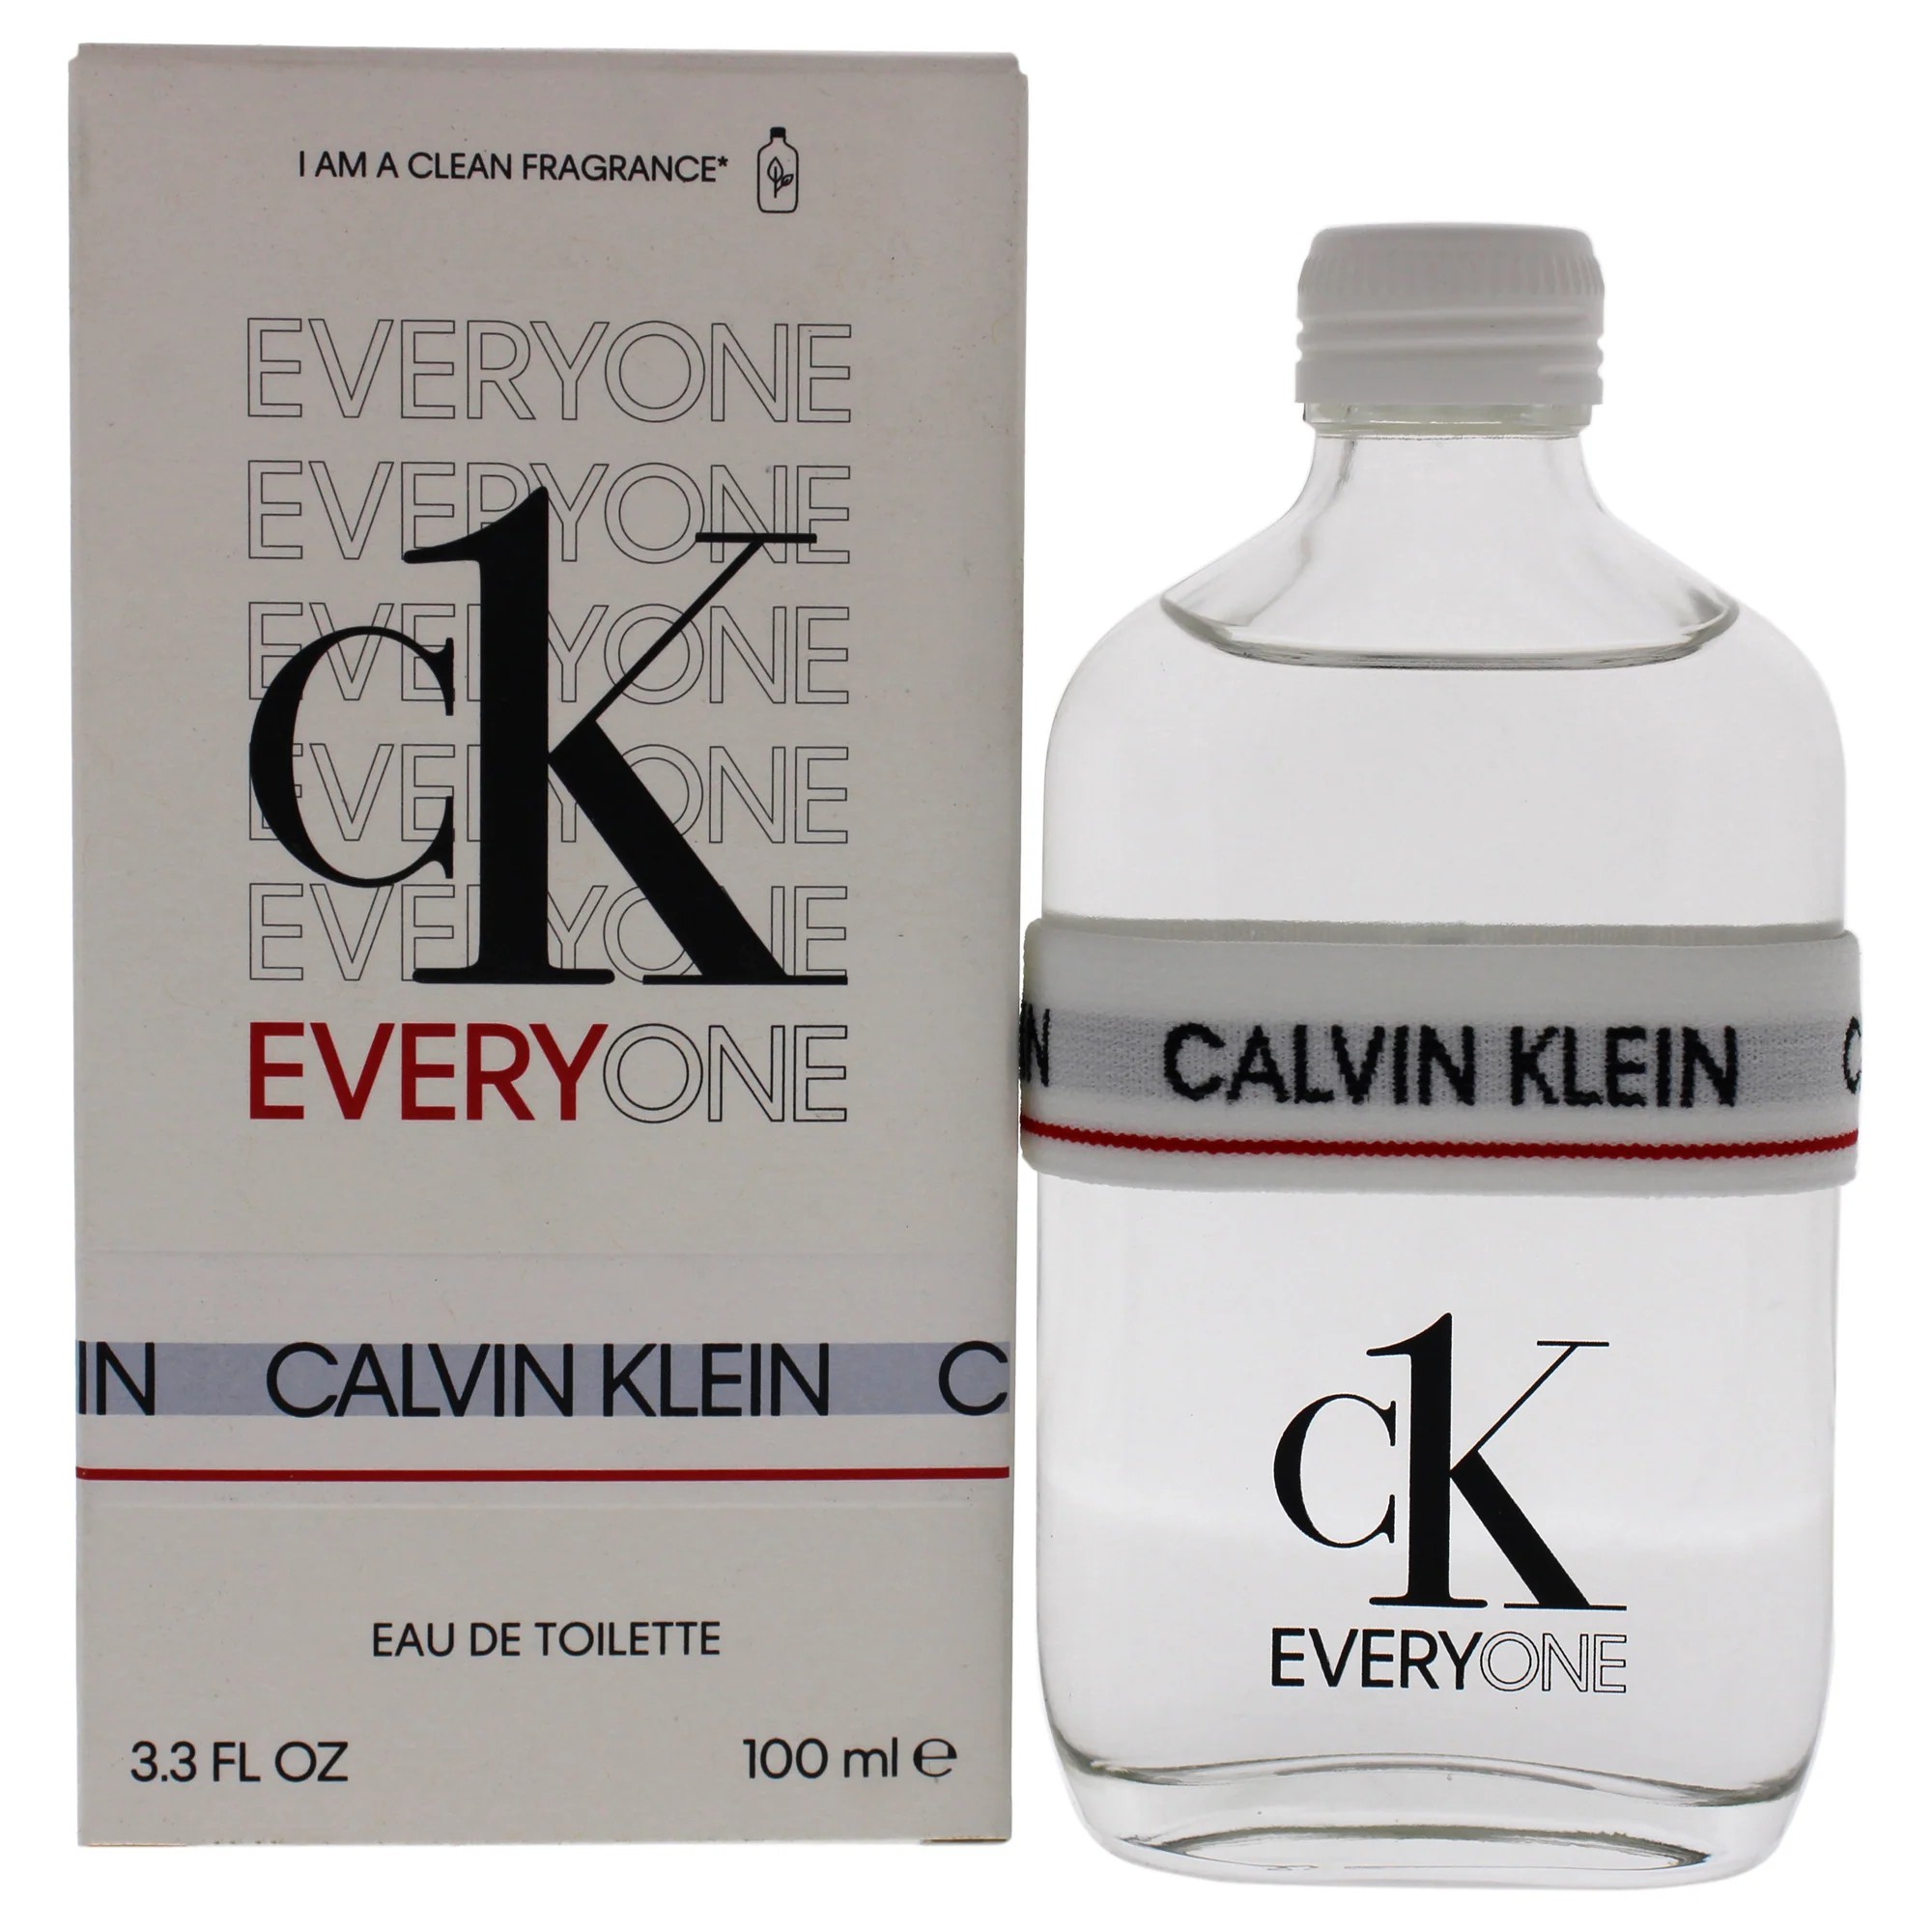 I AM A CLEAN FRAGRANCE*
EVERYONE
EVERYONE
EVERYONE
EVERYONE
EVERYONE
cK
EVERYONE
IN CALVIN KLEIN C
EAU DE TOILETTE
3.3 FL OZ 100 ml ℮
IN CALVIN KLEIN C
cK
EVERYONE